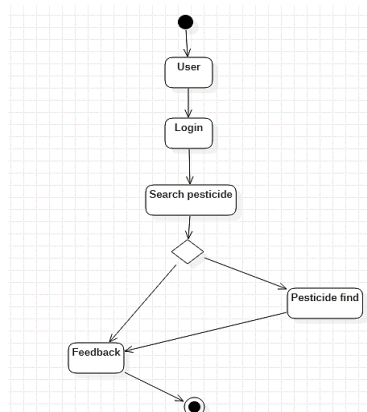 User
Login
Search pesticide
Pesticide find
Feedback